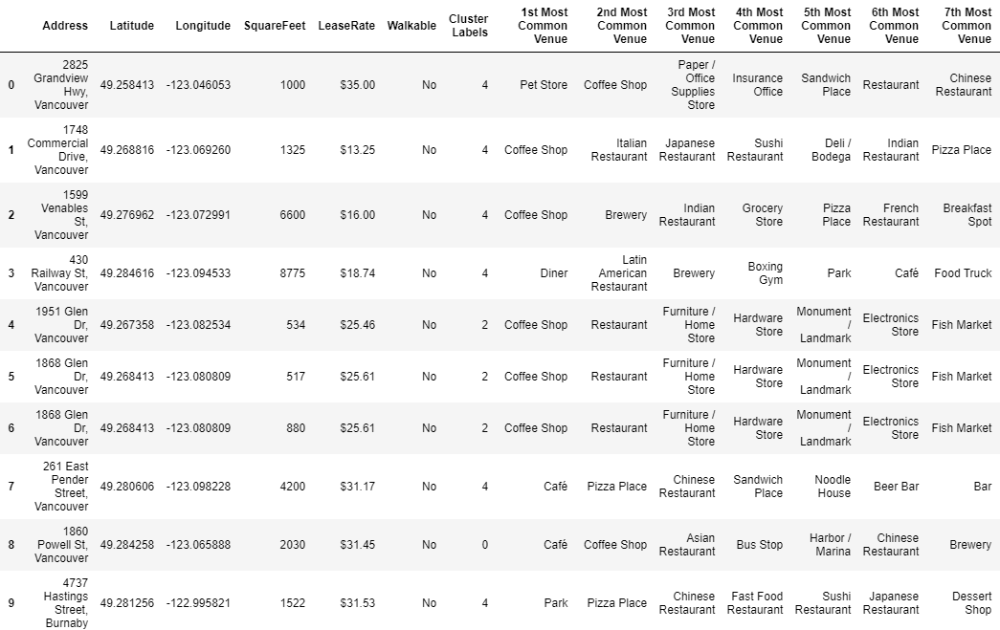 Address Latitude Longitude SquareFeet LeaseRate Walkable Cluster Labels 1st Most Common Venue 2nd Most Common Venue 3rd Most Common Venue 4th Most Common Venue 5th Most Common Venue 6th Most Common Venue 7th Most Common Venue
0 2825 Grandview Hwy, Vancouver 49.258413 -123.046053 1000 $35.00 No 4 Pet Store Coffee Shop Paper / Office Supplies Store Insurance Office Sandwich Place Restaurant Chinese Restaurant
1 1748 Commercial Drive, Vancouver 49.268816 -123.069260 1325 $13.25 No 4 Coffee Shop Italian Restaurant Japanese Restaurant Sushi Restaurant Deli / Bodega Indian Restaurant Pizza Place
2 1599 Venables St, Vancouver 49.276962 -123.072991 6600 $16.00 No 4 Coffee Shop Brewery Indian Restaurant Grocery Store Pizza Place French Restaurant Breakfast Spot
3 430 Railway St, Vancouver 49.284616 -123.094533 8775 $18.74 No 4 Diner Latin American Restaurant Brewery Boxing Gym Park Café Food Truck
4 1951 Glen Dr, Vancouver 49.267358 -123.082534 534 $25.46 No 2 Coffee Shop Restaurant Furniture / Home Store Hardware Store Monument / Landmark Electronics Store Fish Market
5 1868 Glen Dr, Vancouver 49.268413 -123.080809 517 $25.61 No 2 Coffee Shop Restaurant Furniture / Home Store Hardware Store Monument / Landmark Electronics Store Fish Market
6 1868 Glen Dr, Vancouver 49.268413 -123.080809 880 $25.61 No 2 Coffee Shop Restaurant Furniture / Home Store Hardware Store Monument / Landmark Electronics Store Fish Market
7 261 East Pender Street, Vancouver 49.280606 -123.098228 4200 $31.17 No 4 Café Pizza Place Chinese Restaurant Sandwich Place Noodle House Beer Bar Bar
8 1860 Powell St, Vancouver 49.284258 -123.065888 2030 $31.45 No 0 Café Coffee Shop Asian Restaurant Bus Stop Harbor / Marina Chinese Restaurant Brewery
9 4737 Hastings Street, Burnaby 49.281256 -122.995821 1522 $31.53 No 4 Park Pizza Place Chinese Restaurant Fast Food Restaurant Sushi Restaurant Japanese Restaurant Dessert Shop